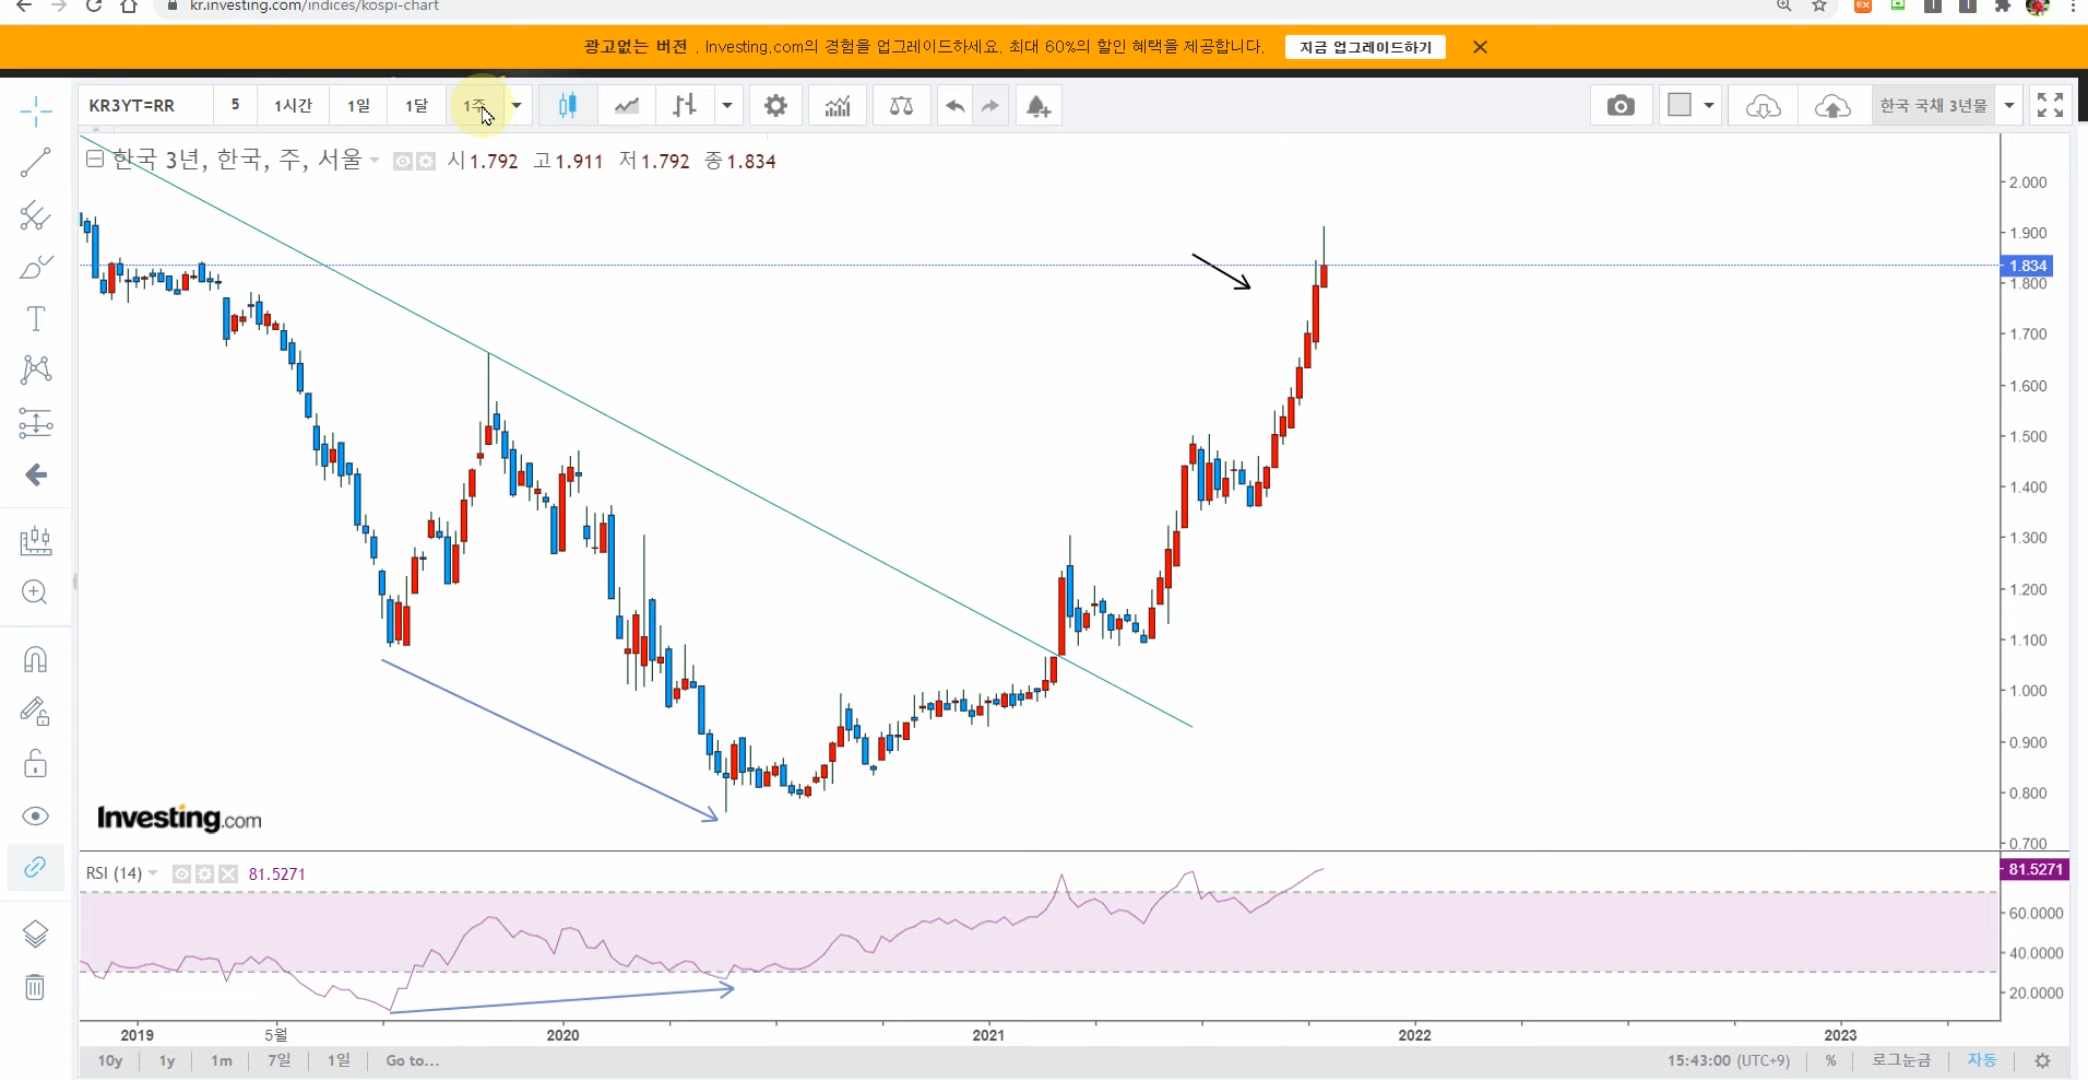 kr.investing.com/indices/kospi-chart
광고없는 버전 . Investing.com의 경험을 업그레이드하세요. 최대 60%의 할인 혜택을 제공합니다. 지금 업그레이드하기
KR3YT=RR 5 1시간 1일 1달 1주 한국 국채 3년물
한국 3년, 한국, 주, 서울 시1.792 고1.911 저1.792 종1.834
2.000
1.900
1.834
1.800
1.700
1.600
1.500
1.400
1.300
1.200
1.100
1.000
0.900
0.800
0.700
Investing.com
RSI (14) 81.5271
81.5271
60.0000
40.0000
20.0000
2019 5월 2020 2021 2022 2023
10y 1y 1m 7일 1일 Go to... 15:43:00 (UTC+9) % 로그눈금 자동